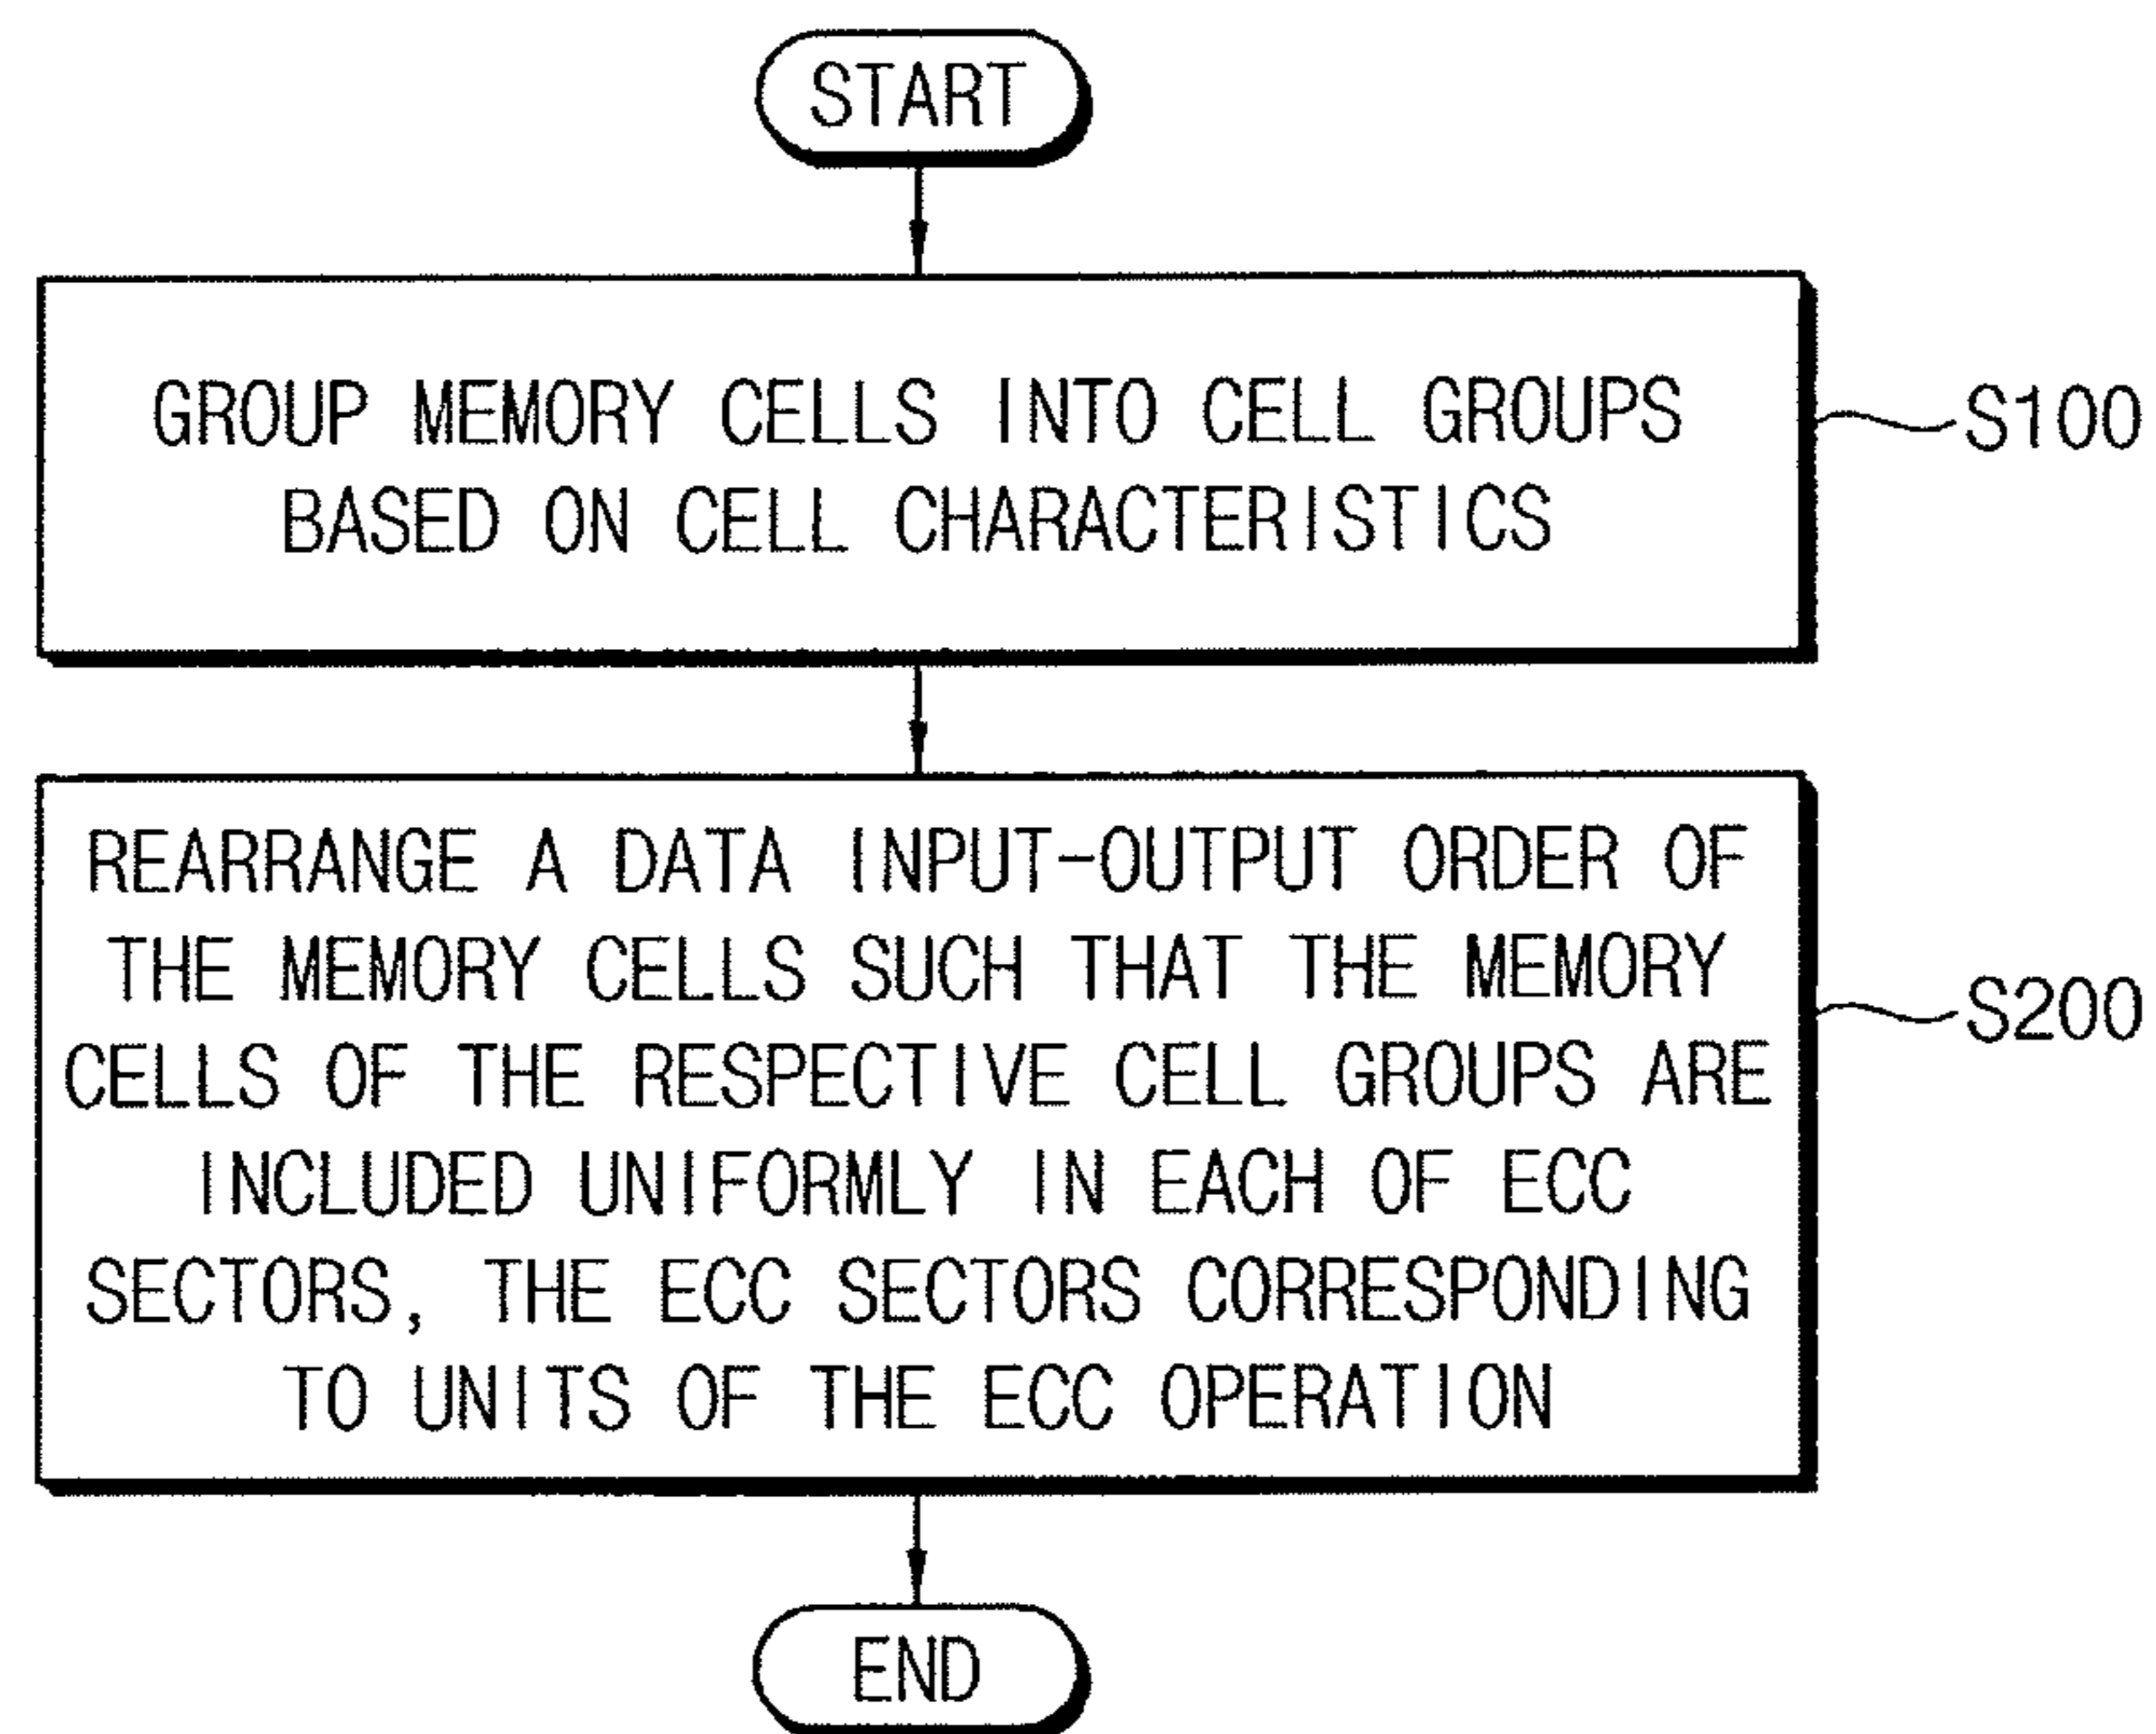 START
GROUP MEMORY CELLS INTO CELL GROUPS
BASED ON CELL CHARACTERISTICS
S100
REARRANGE A DATA INPUT-OUTPUT ORDER OF
THE MEMORY CELLS SUCH THAT THE MEMORY
CELLS OF THE RESPECTIVE CELL GROUPS ARE
INCLUDED UNIFORMLY IN EACH OF ECC
SECTORS, THE ECC SECTORS CORRESPONDING
TO UNITS OF THE ECC OPERATION
S200
END